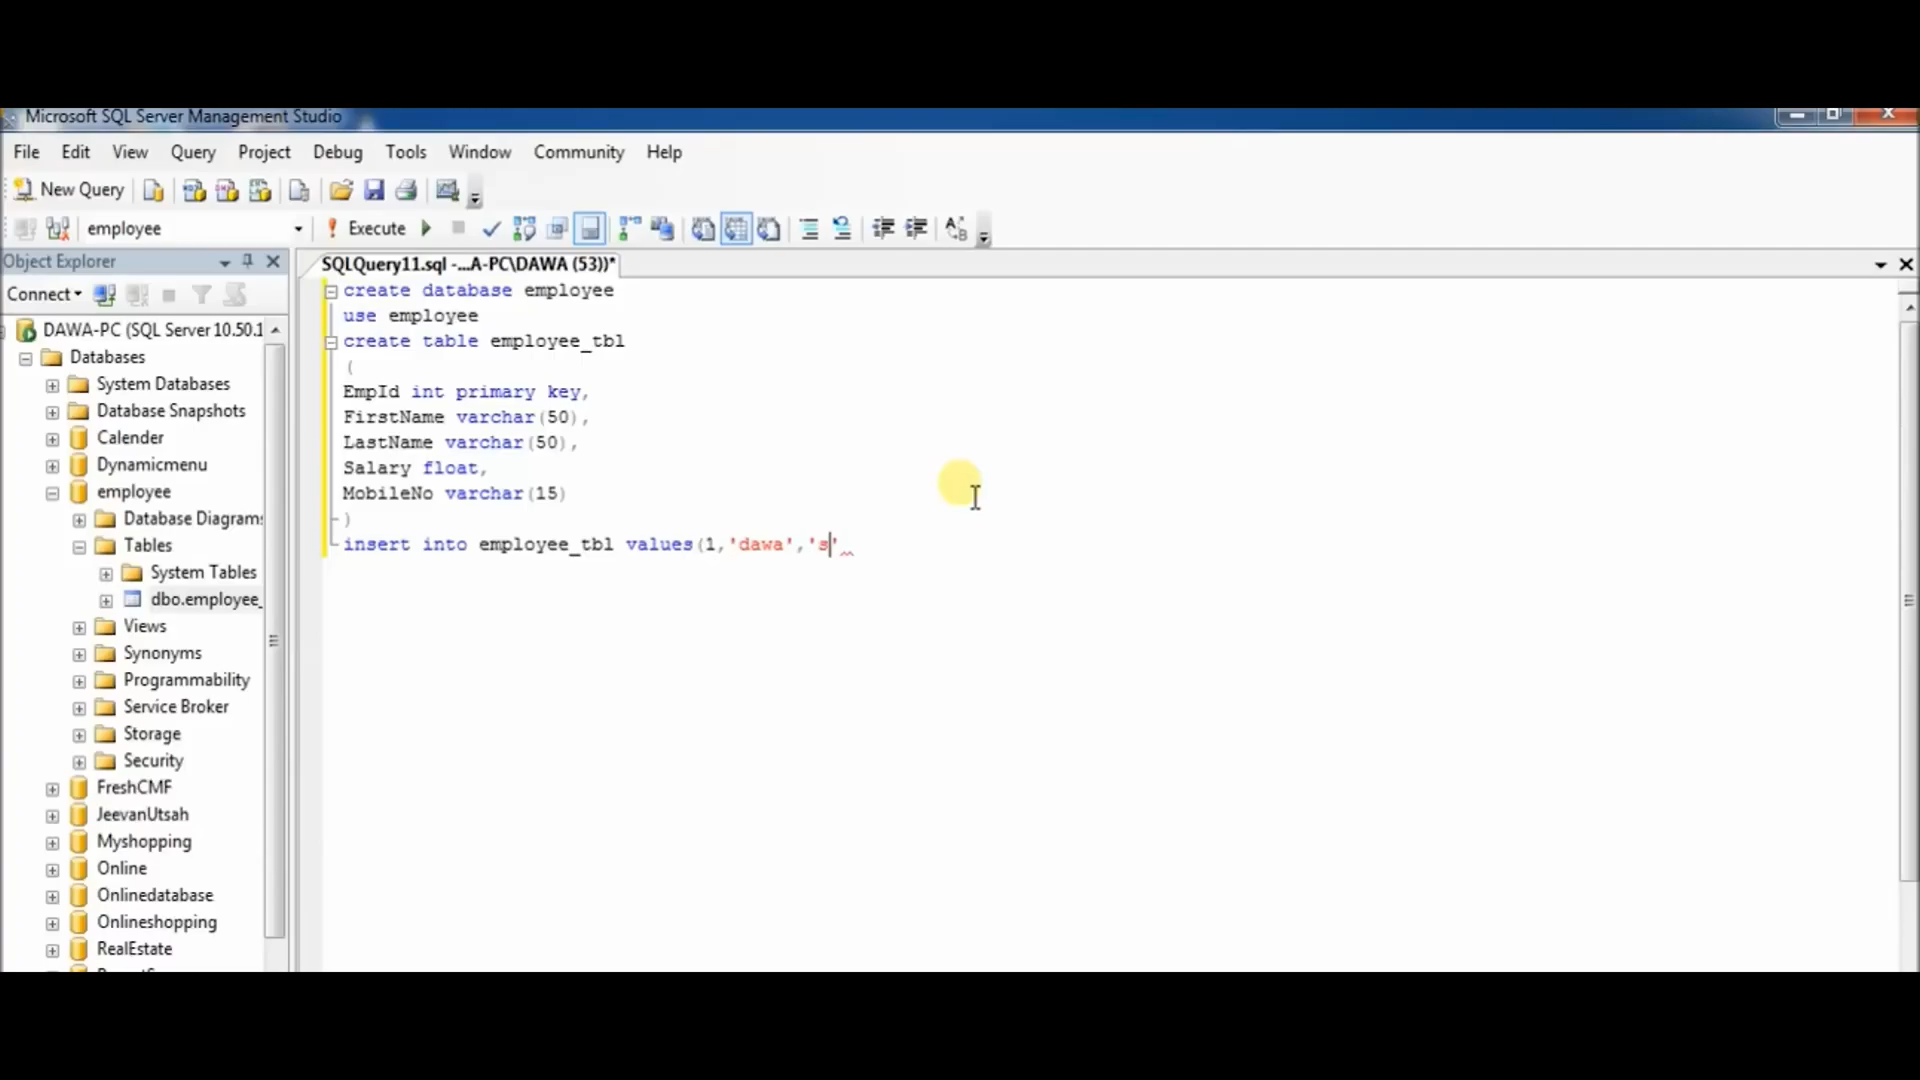 Microsoft SQL Server Management Studio
File Edit View Query Project Debug Tools Window Community Help
New Query
employee Execute
Object Explorer
SQLQuery11.sql -...A-PC\DAWA (53))*
Connect
DAWA-PC (SQL Server 10.50.1
Databases
System Databases
Database Snapshots
Calender
Dynamicmenu
employee
Database Diagrams
Tables
System Tables
dbo.employee_
Views
Synonyms
Programmability
Service Broker
Storage
Security
FreshCMF
JeevanUtsah
Myshopping
Online
Onlinedatabase
Onlineshopping
RealEstate
create database employee
use employee
create table employee_tbl
(
EmpId int primary key,
FirstName varchar(50),
LastName varchar(50),
Salary float,
MobileNo varchar(15)
)
insert into employee_tbl values(1,'dawa','s'